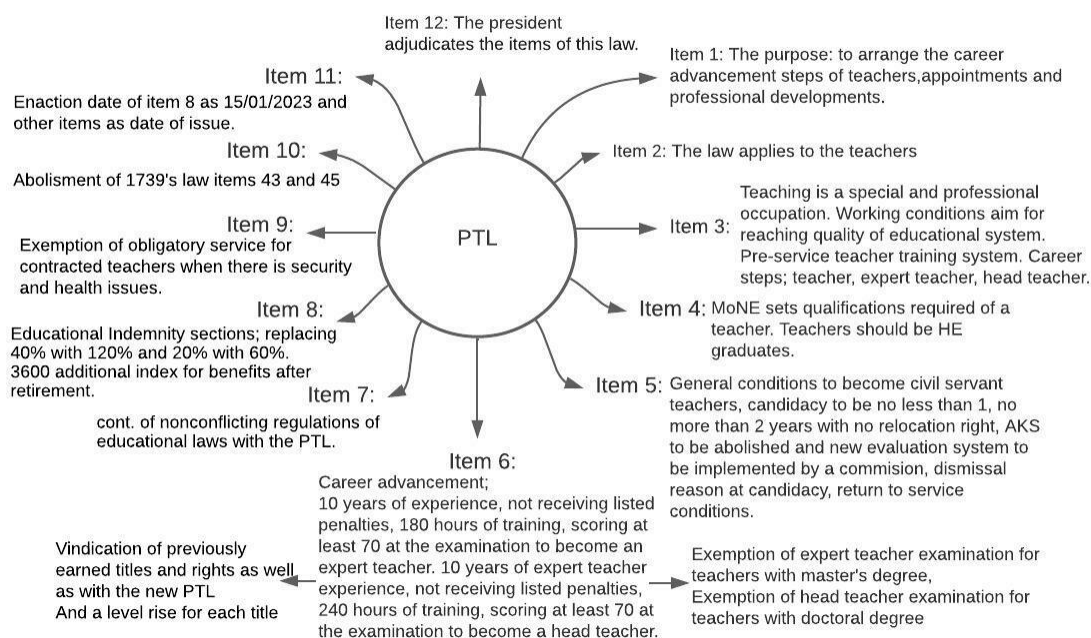 Item 12: The president
adjudicates the items of this law.
Item 1: The purpose: to arrange the career
advancement steps of teachers,appointments and
professional developments.
Item 2: The law applies to the teachers
Item 3:
Teaching is a special and professional
occupation. Working conditions aim for
reaching quality of educational system.
Pre-service teacher training system. Career
steps; teacher, expert teacher, head teacher.
Item 4:
MoNE sets qualifications required of a
teacher. Teachers should be HE
graduates.
Item 5:
General conditions to become civil servant
teachers, candidacy to be no less than 1, no
more than 2 years with no relocation right, AKS
to be abolished and new evaluation system to
be implemented by a commision, dismissal
reason at candidacy, return to service
conditions.
Item 6:
Career advancement;
10 years of experience, not receiving listed
penalties, 180 hours of training, scoring at
least 70 at the examination to become an
expert teacher. 10 years of expert teacher
experience, not receiving listed penalties,
240 hours of training, scoring at least 70 at
the examination to become a head teacher.
Exemption of expert teacher examination for
teachers with master's degree,
Exemption of head teacher examination for
teachers with doctoral degree
Vindication of previously
earned titles and rights as well
as with the new PTL
And a level rise for each title
Item 7:
cont. of nonconflicting regulations of
educational laws with the PTL.
Item 8:
Educational Indemnity sections; replacing
40% with 120% and 20% with 60%.
3600 additional index for benefits after
retirement.
Item 9:
Exemption of obligatory service for
contracted teachers when there is security
and health issues.
Item 10:
Abolisment of 1739's law items 43 and 45
Item 11:
Enaction date of item 8 as 15/01/2023 and
other items as date of issue.
PTL